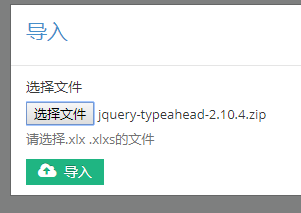 导入
选择文件
选择文件 jquery-typeahead-2.10.4.zip
请选择.xlx .xlxs的文件
导入